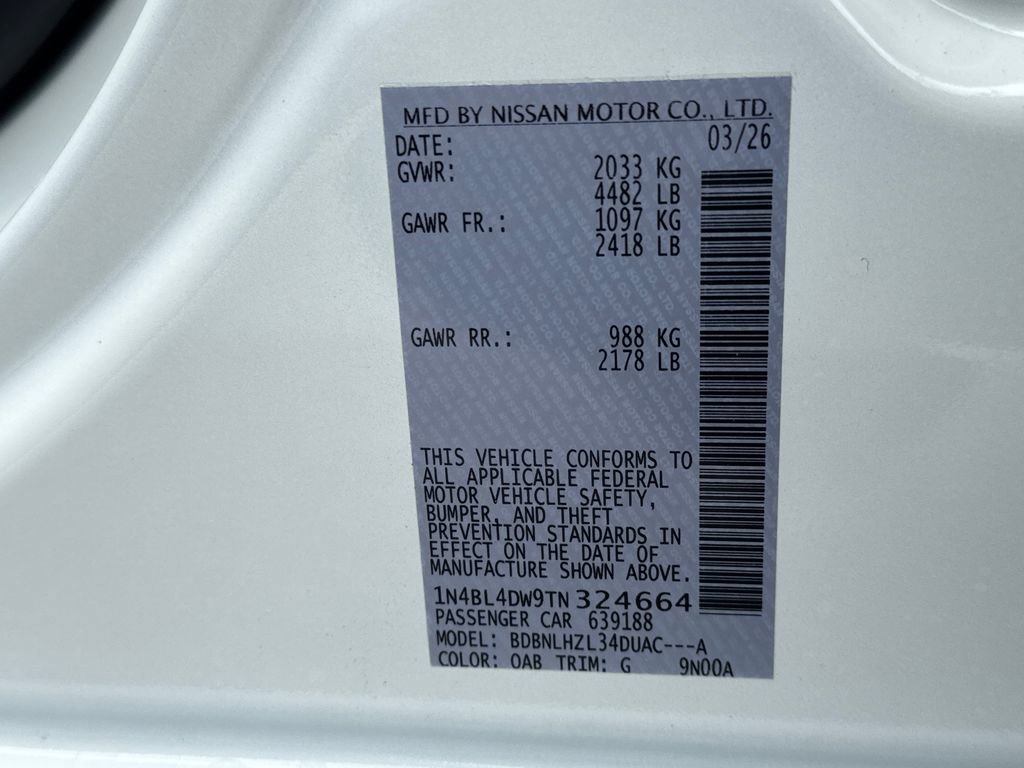 MFD BY NISSAN MOTOR CO., LTD.
DATE: 03/26
GVWR: 2033 KG
4482 LB
GAWR FR.: 1097 KG
2418 LB
GAWR RR.: 988 KG
2178 LB
THIS VEHICLE CONFORMS TO
ALL APPLICABLE FEDERAL
MOTOR VEHICLE SAFETY,
BUMPER, AND THEFT
PREVENTION STANDARDS IN
EFFECT ON THE DATE OF
MANUFACTURE SHOWN ABOVE.
1N4BL4DW9TN324664
PASSENGER CAR 639188
MODEL: BDBNLHZL34DUAC---A
COLOR: QAB TRIM: G 9N00A